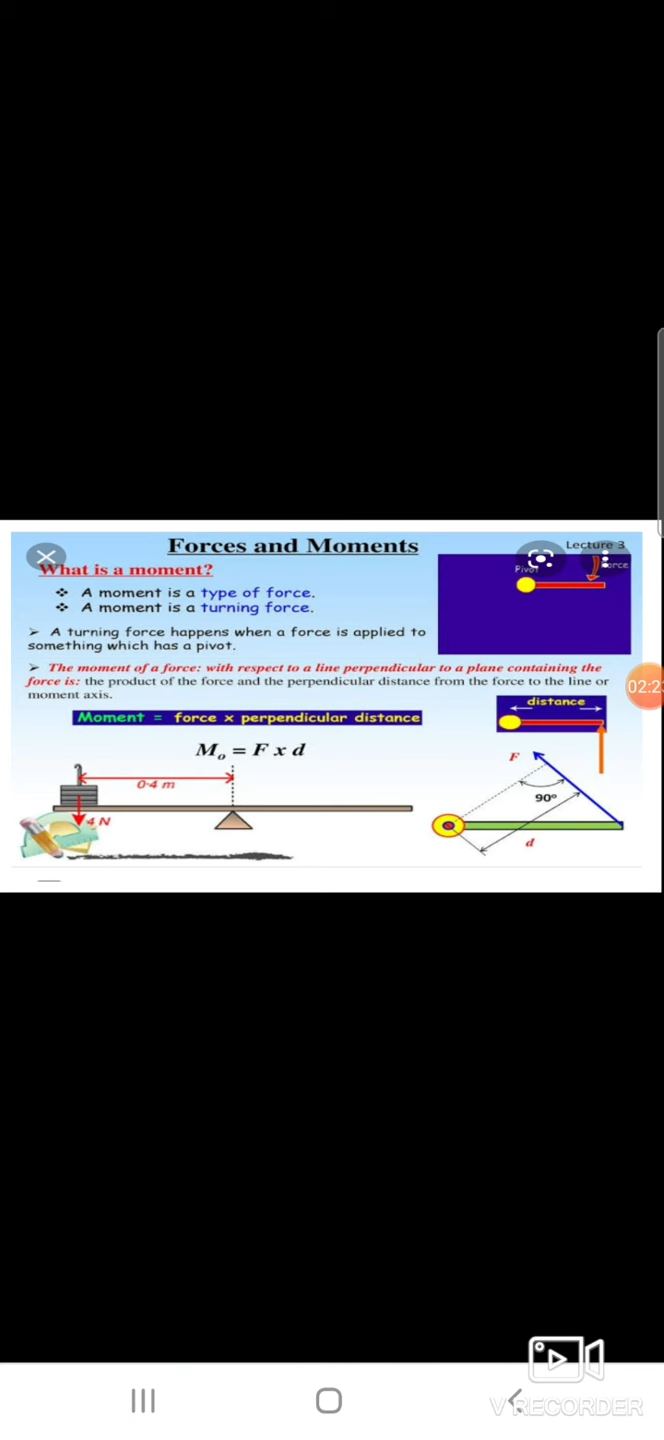 Forces and Moments
Lecture 3
What is a moment?
❖ A moment is a type of force.
❖ A moment is a turning force.
Pivot
➢ A turning force happens when a force is applied to
something which has a pivot.
➢ The moment of a force: with respect to a line perpendicular to a plane containing the
force is: the product of the force and the perpendicular distance from the force to the line or
moment axis.
distance
Moment = force x perpendicular distance
Mo = F x d
F
0·4 m
90°
4 N
d
V RECORDER